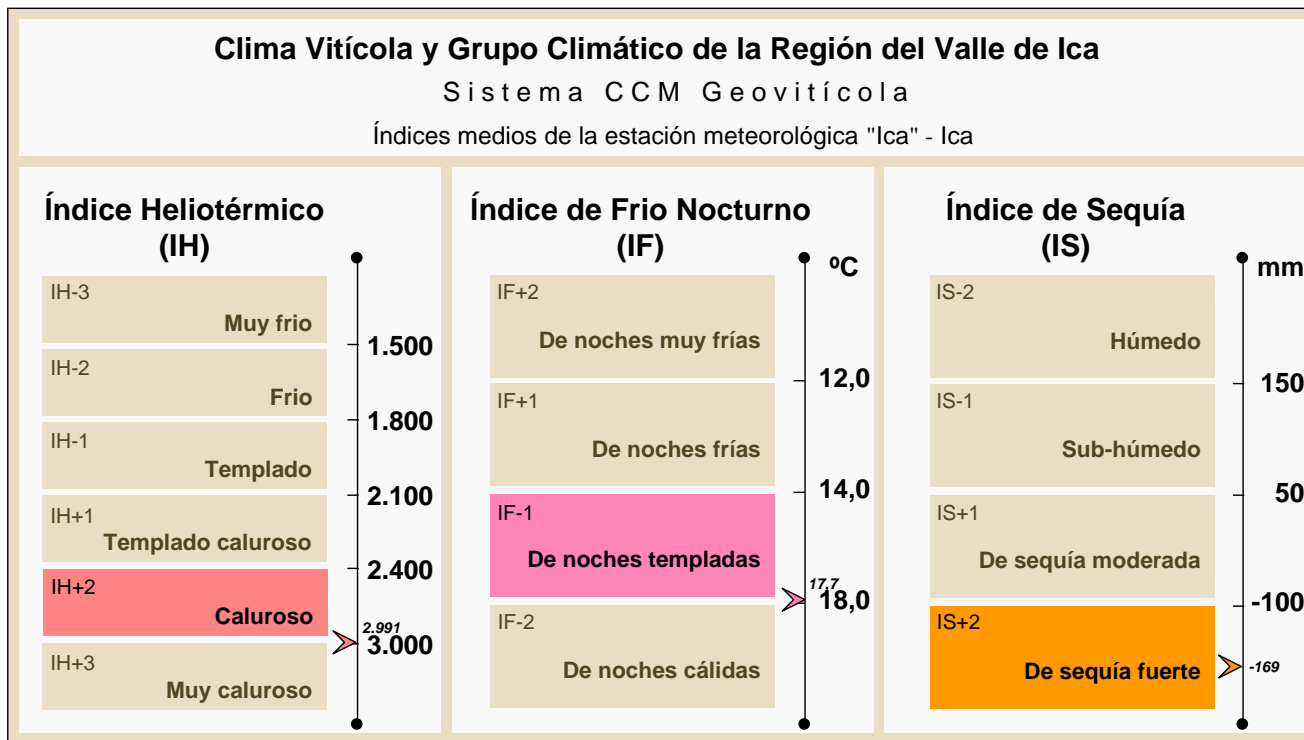 Clima Vitícola y Grupo Climático de la Región del Valle de Ica
Sistema CCM Geovitícola
Índices medios de la estación meteorológica "Ica" - Ica
Índice Heliotérmico
(IH)
IH-3
Muy frio
1.500
IH-2
Frio
1.800
IH-1
Templado
2.100
IH+1
Templado caluroso
2.400
IH+2
Caluroso
2.991
3.000
IH+3
Muy caluroso
Índice de Frio Nocturno
(IF)
ºC
IF+2
De noches muy frías
12,0
IF+1
De noches frías
14,0
IF-1
De noches templadas
17,7
18,0
IF-2
De noches cálidas
Índice de Sequía
(IS)
mm
IS-2
Húmedo
150
IS-1
Sub-húmedo
50
IS+1
De sequía moderada
-100
IS+2
De sequía fuerte
-169